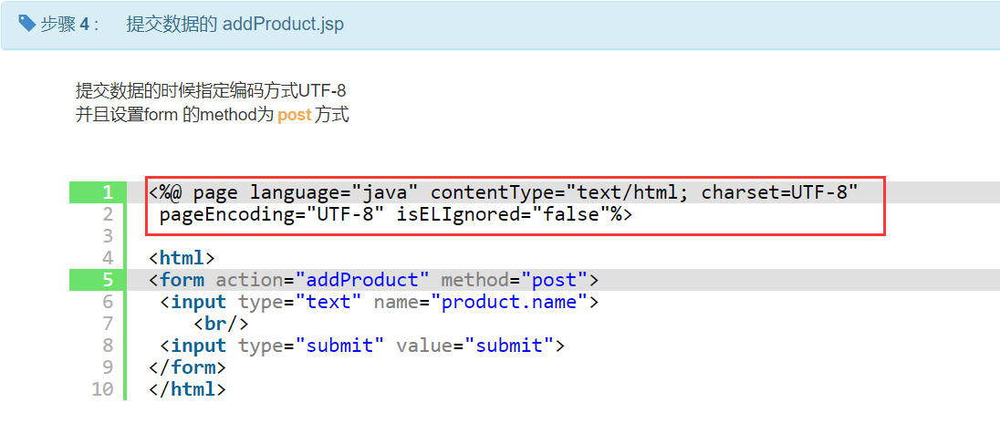 步骤 4 : 提交数据的 addProduct.jsp
提交数据的时候指定编码方式UTF-8
并且设置form 的method为 post 方式
1 <%@ page language="java" contentType="text/html; charset=UTF-8"
2 pageEncoding="UTF-8" isELIgnored="false"%>
3
4 <html>
5 <form action="addProduct" method="post">
6 <input type="text" name="product.name">
7 <br/>
8 <input type="submit" value="submit">
9 </form>
10 </html>